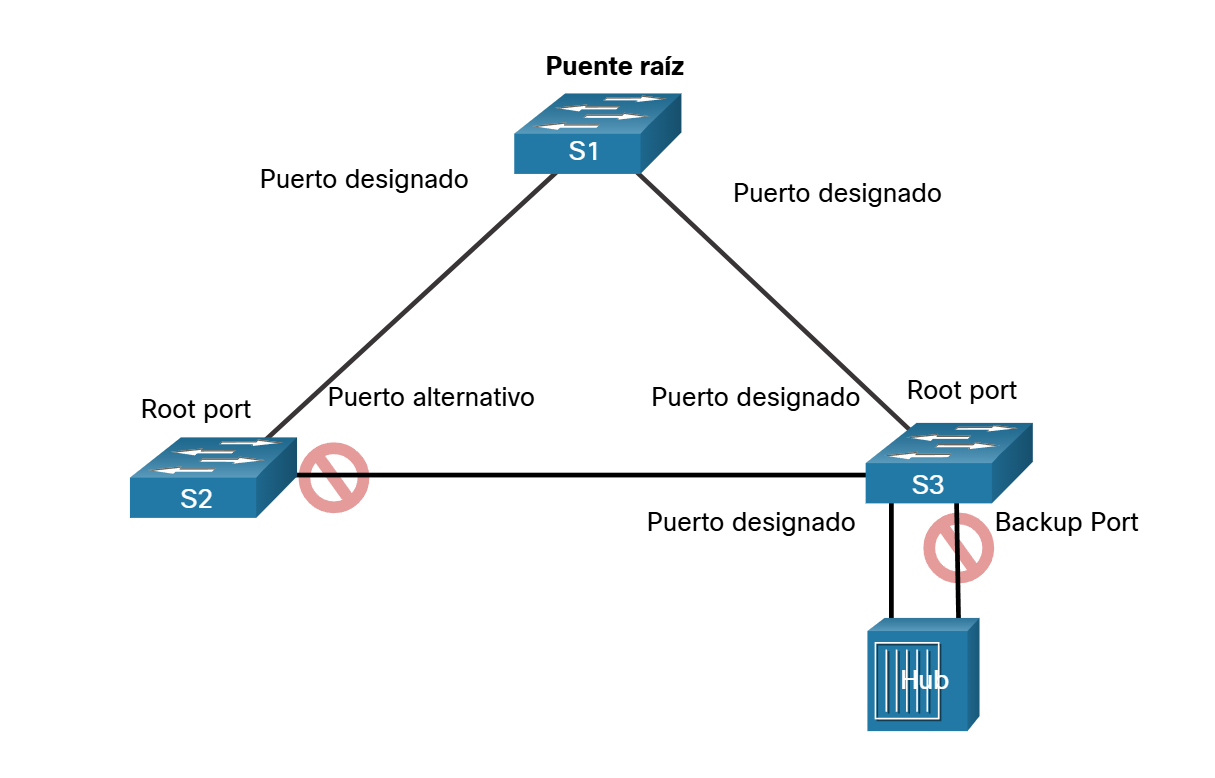 Puente raíz
S1
Puerto designado
Puerto designado
Root port
Puerto alternativo
Puerto designado
Root port
S2
S3
Puerto designado
Backup Port
Hub